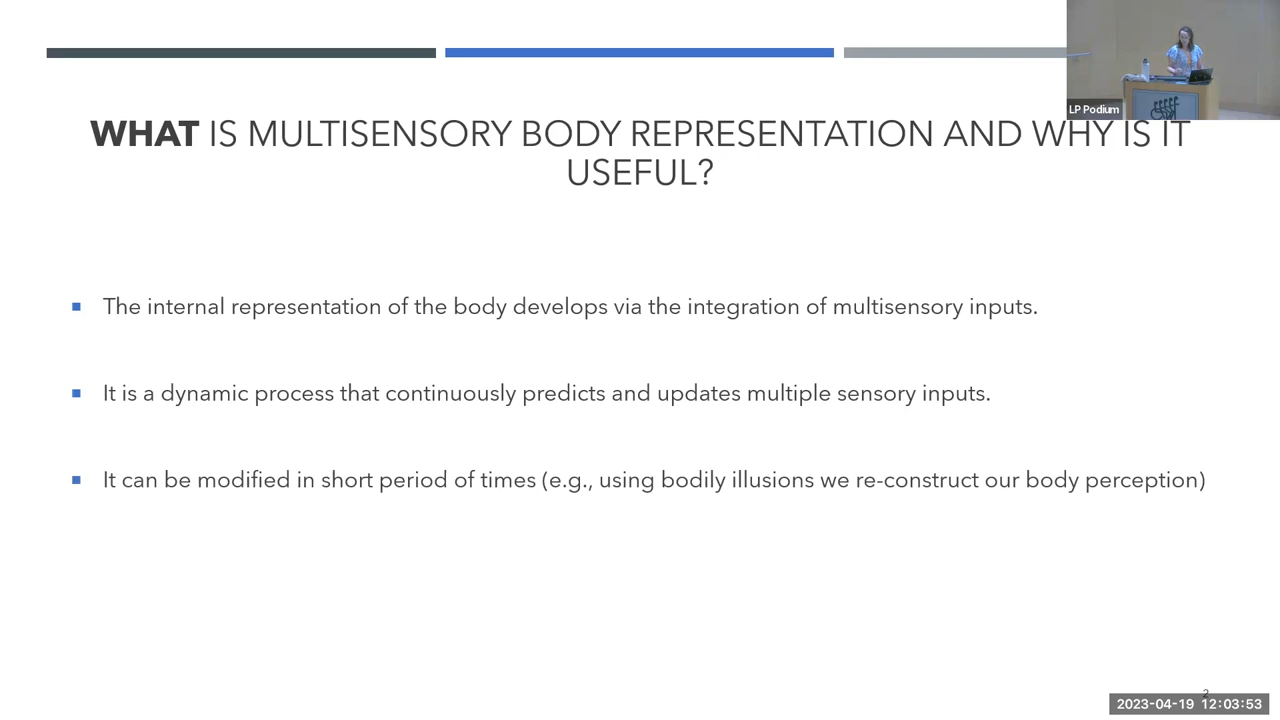 LP Podium
WHAT IS MULTISENSORY BODY REPRESENTATION AND WHY IS IT
USEFUL?
The internal representation of the body develops via the integration of multisensory inputs.
It is a dynamic process that continuously predicts and updates multiple sensory inputs.
It can be modified in short period of times (e.g., using bodily illusions we re-construct our body perception)
2
2023-04-19 12:03:53